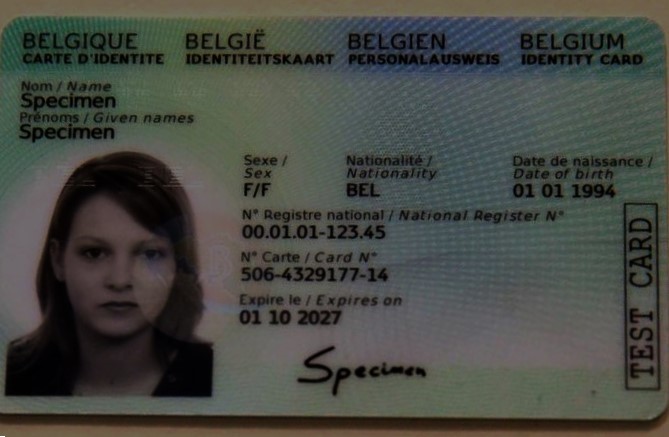 BELGIQUE BELGIË BELGIEN BELGIUM
CARTE D'IDENTITE IDENTITEITSKAART PERSONALAUSWEIS IDENTITY CARD
Nom / Name
Specimen
Prénoms / Given names
Specimen
Sexe / Nationalité / Date de naissance /
Sex Nationality Date of birth
F/F BEL 01 01 1994
N° Registre national / National Register N°
00.01.01-123.45
N° Carte / Card N°
506-4329177-14
Expire le / Expires on
01 10 2027
Specimen
TEST CARD